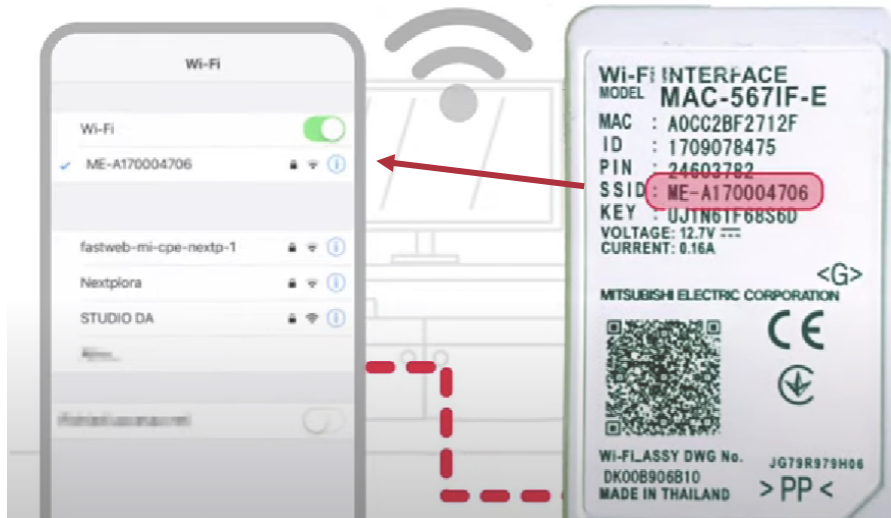 Wi-Fi
Wi-Fi
ME-A170004706
fastweb-mi-cpe-nextp-1
Nextplora
STUDIO DA
Wi-Fi INTERFACE
MODEL MAC-567IF-E
MAC : A0CC2BF2712F
ID : 1709078475
PIN : 24603782
SSID : ME-A170004706
KEY : UJTN61F68S6D
VOLTAGE: 12.7V
CURRENT: 0.16A
<G>
MITSUBISHI ELECTRIC CORPORATION
CE
Wi-Fi_ASSY DWG No. JG79R979H06
DK00B906B10
MADE IN THAILAND >PP<